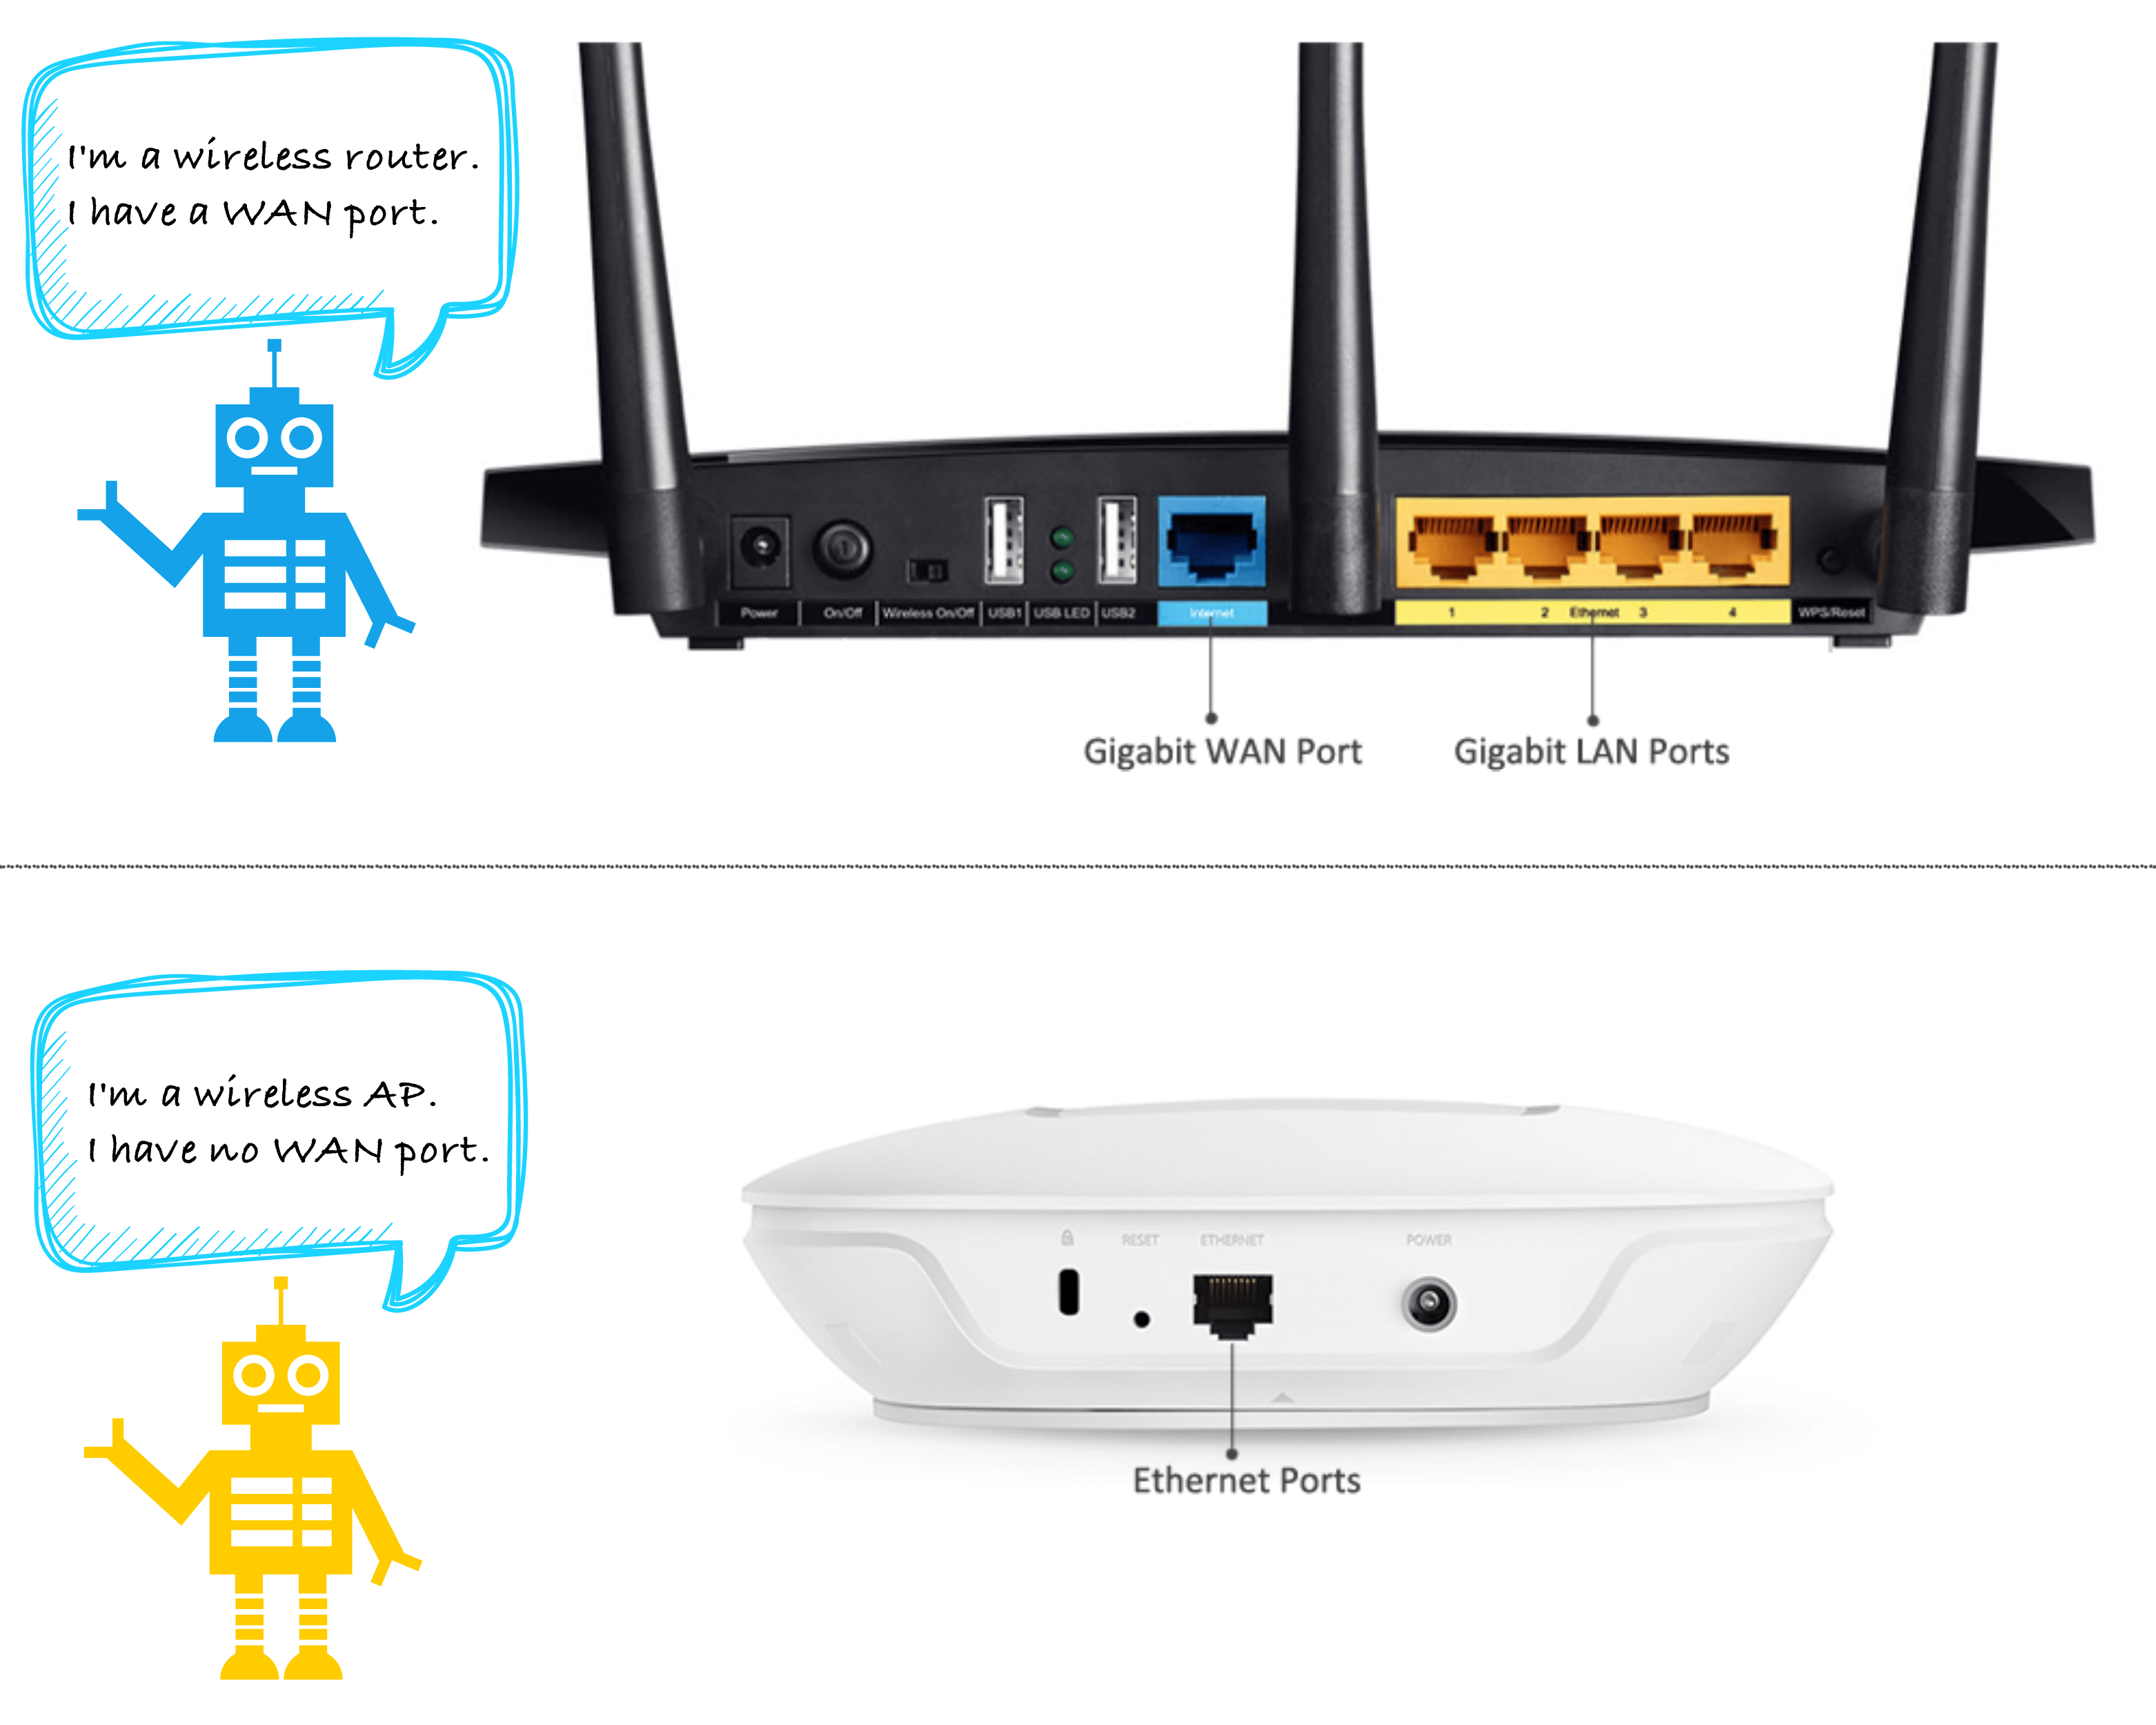 I'm a wireless router.
I have a WAN port.
Power
On/Off
Wireless On/Off
USB1
USB LED
USB2
Internet
1 2 Ethernet 3 4
WPS/Reset
Gigabit WAN Port
Gigabit LAN Ports
I'm a wireless AP.
I have no WAN port.
RESET
ETHERNET
POWER
Ethernet Ports